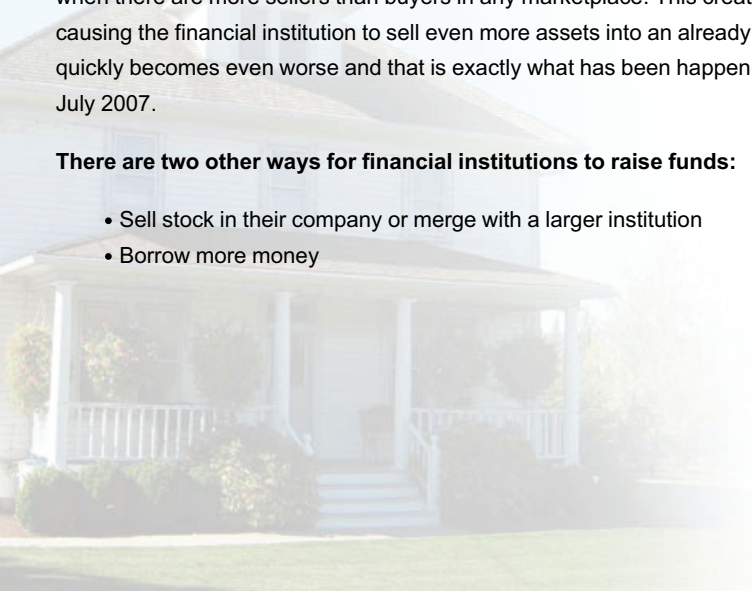 when there are more sellers than buyers in any marketplace. This creat
causing the financial institution to sell even more assets into an already
quickly becomes even worse and that is exactly what has been happen
July 2007.
There are two other ways for financial institutions to raise funds:
• Sell stock in their company or merge with a larger institution
• Borrow more money